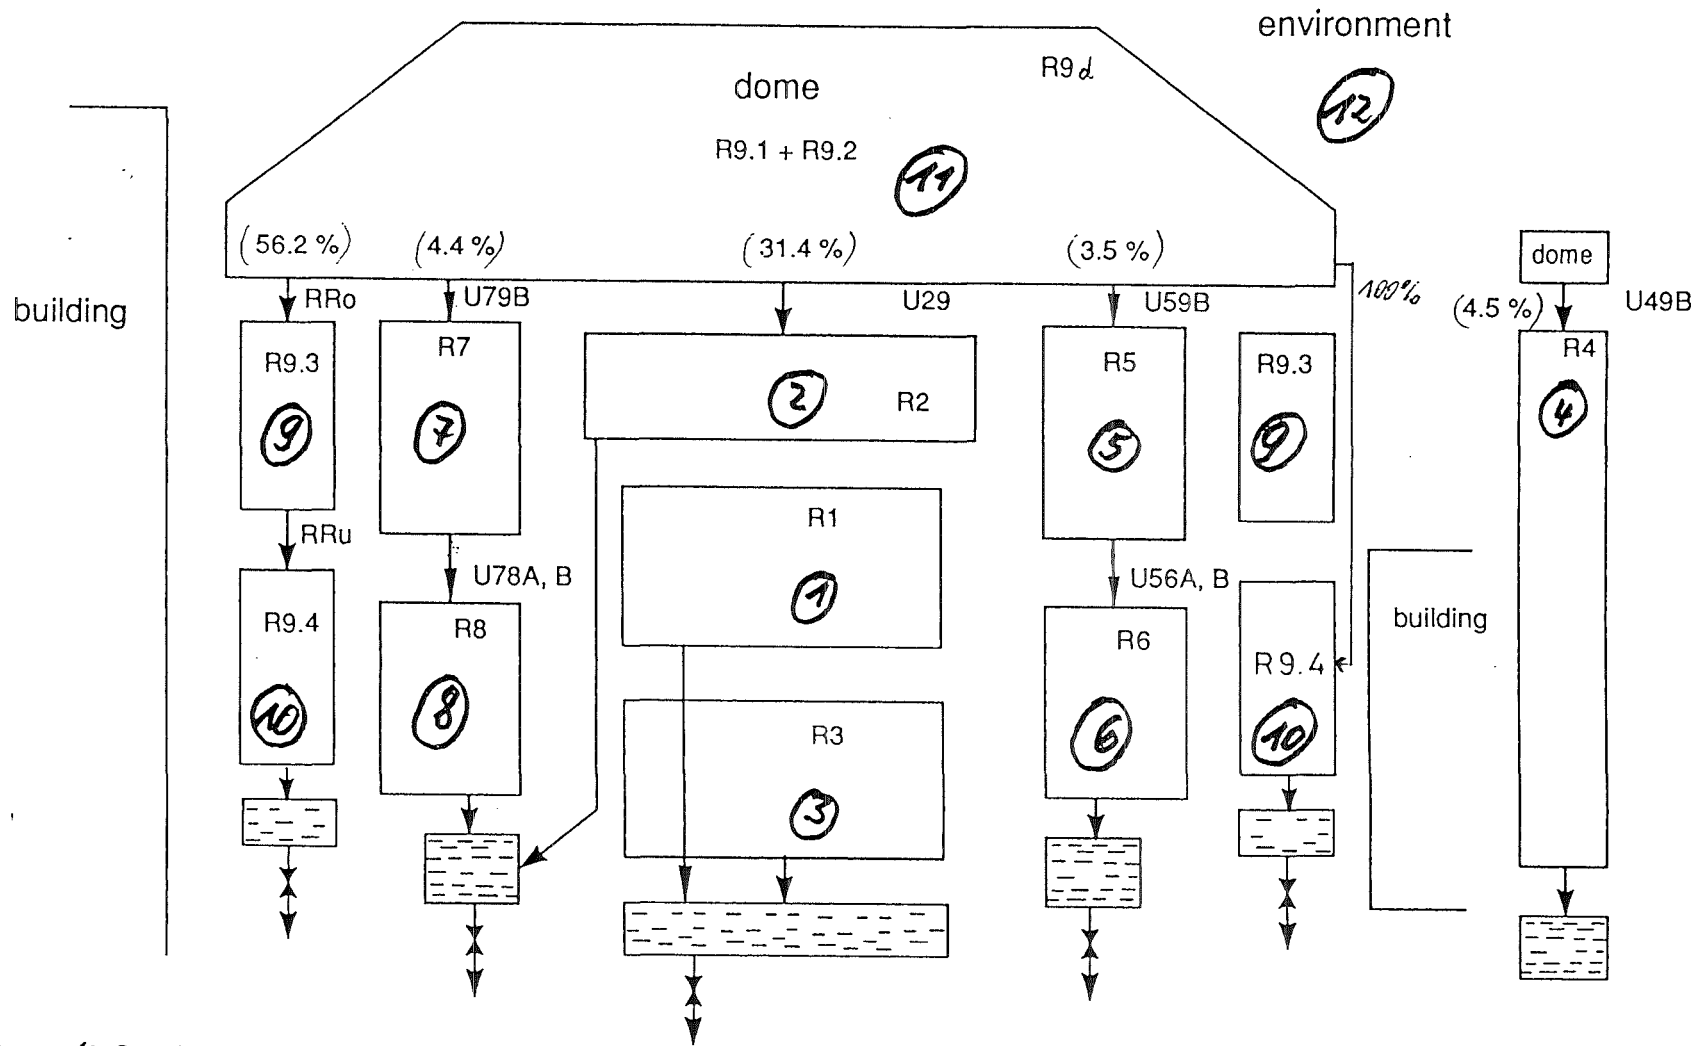 environment
R9d
12
dome
R9.1 + R9.2
11
(56.2 %) (4.4 %) (31.4 %) (3.5 %)
dome
building
RRo
U79B
U29
U59B
100%
(4.5 %)
U49B
R9.3
R7
R5
R9.3
R4
9
7
2
R2
5
9
4
RRu
R1
U78A, B
1
U56A, B
R9.4
R8
R6
building
R9.4
10
8
R3
6
10
3